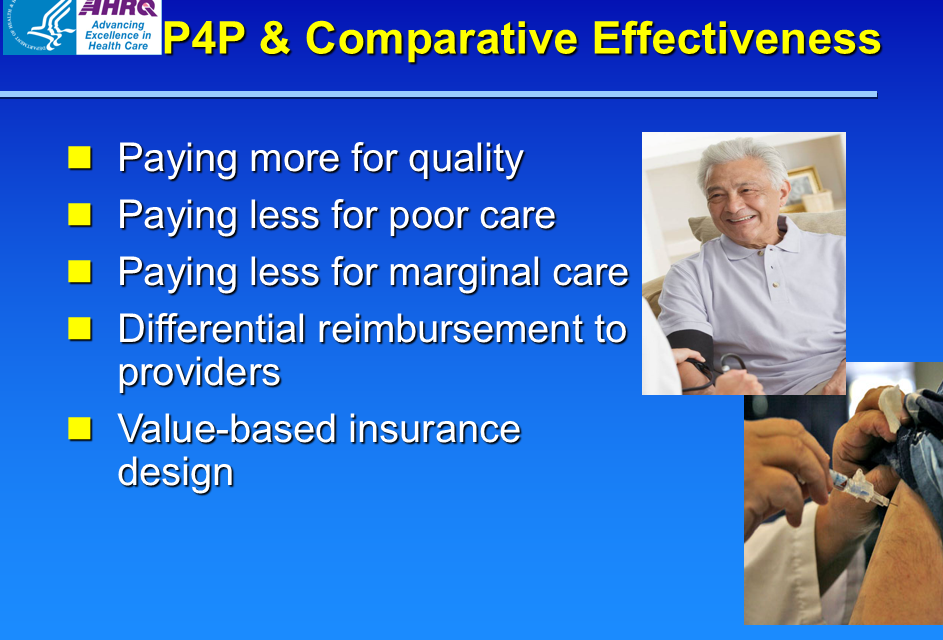 AHRQ
Advancing
Excellence in
Health Care
P4P & Comparative Effectiveness
Paying more for quality
Paying less for poor care
Paying less for marginal care
Differential reimbursement to
providers
Value-based insurance
design